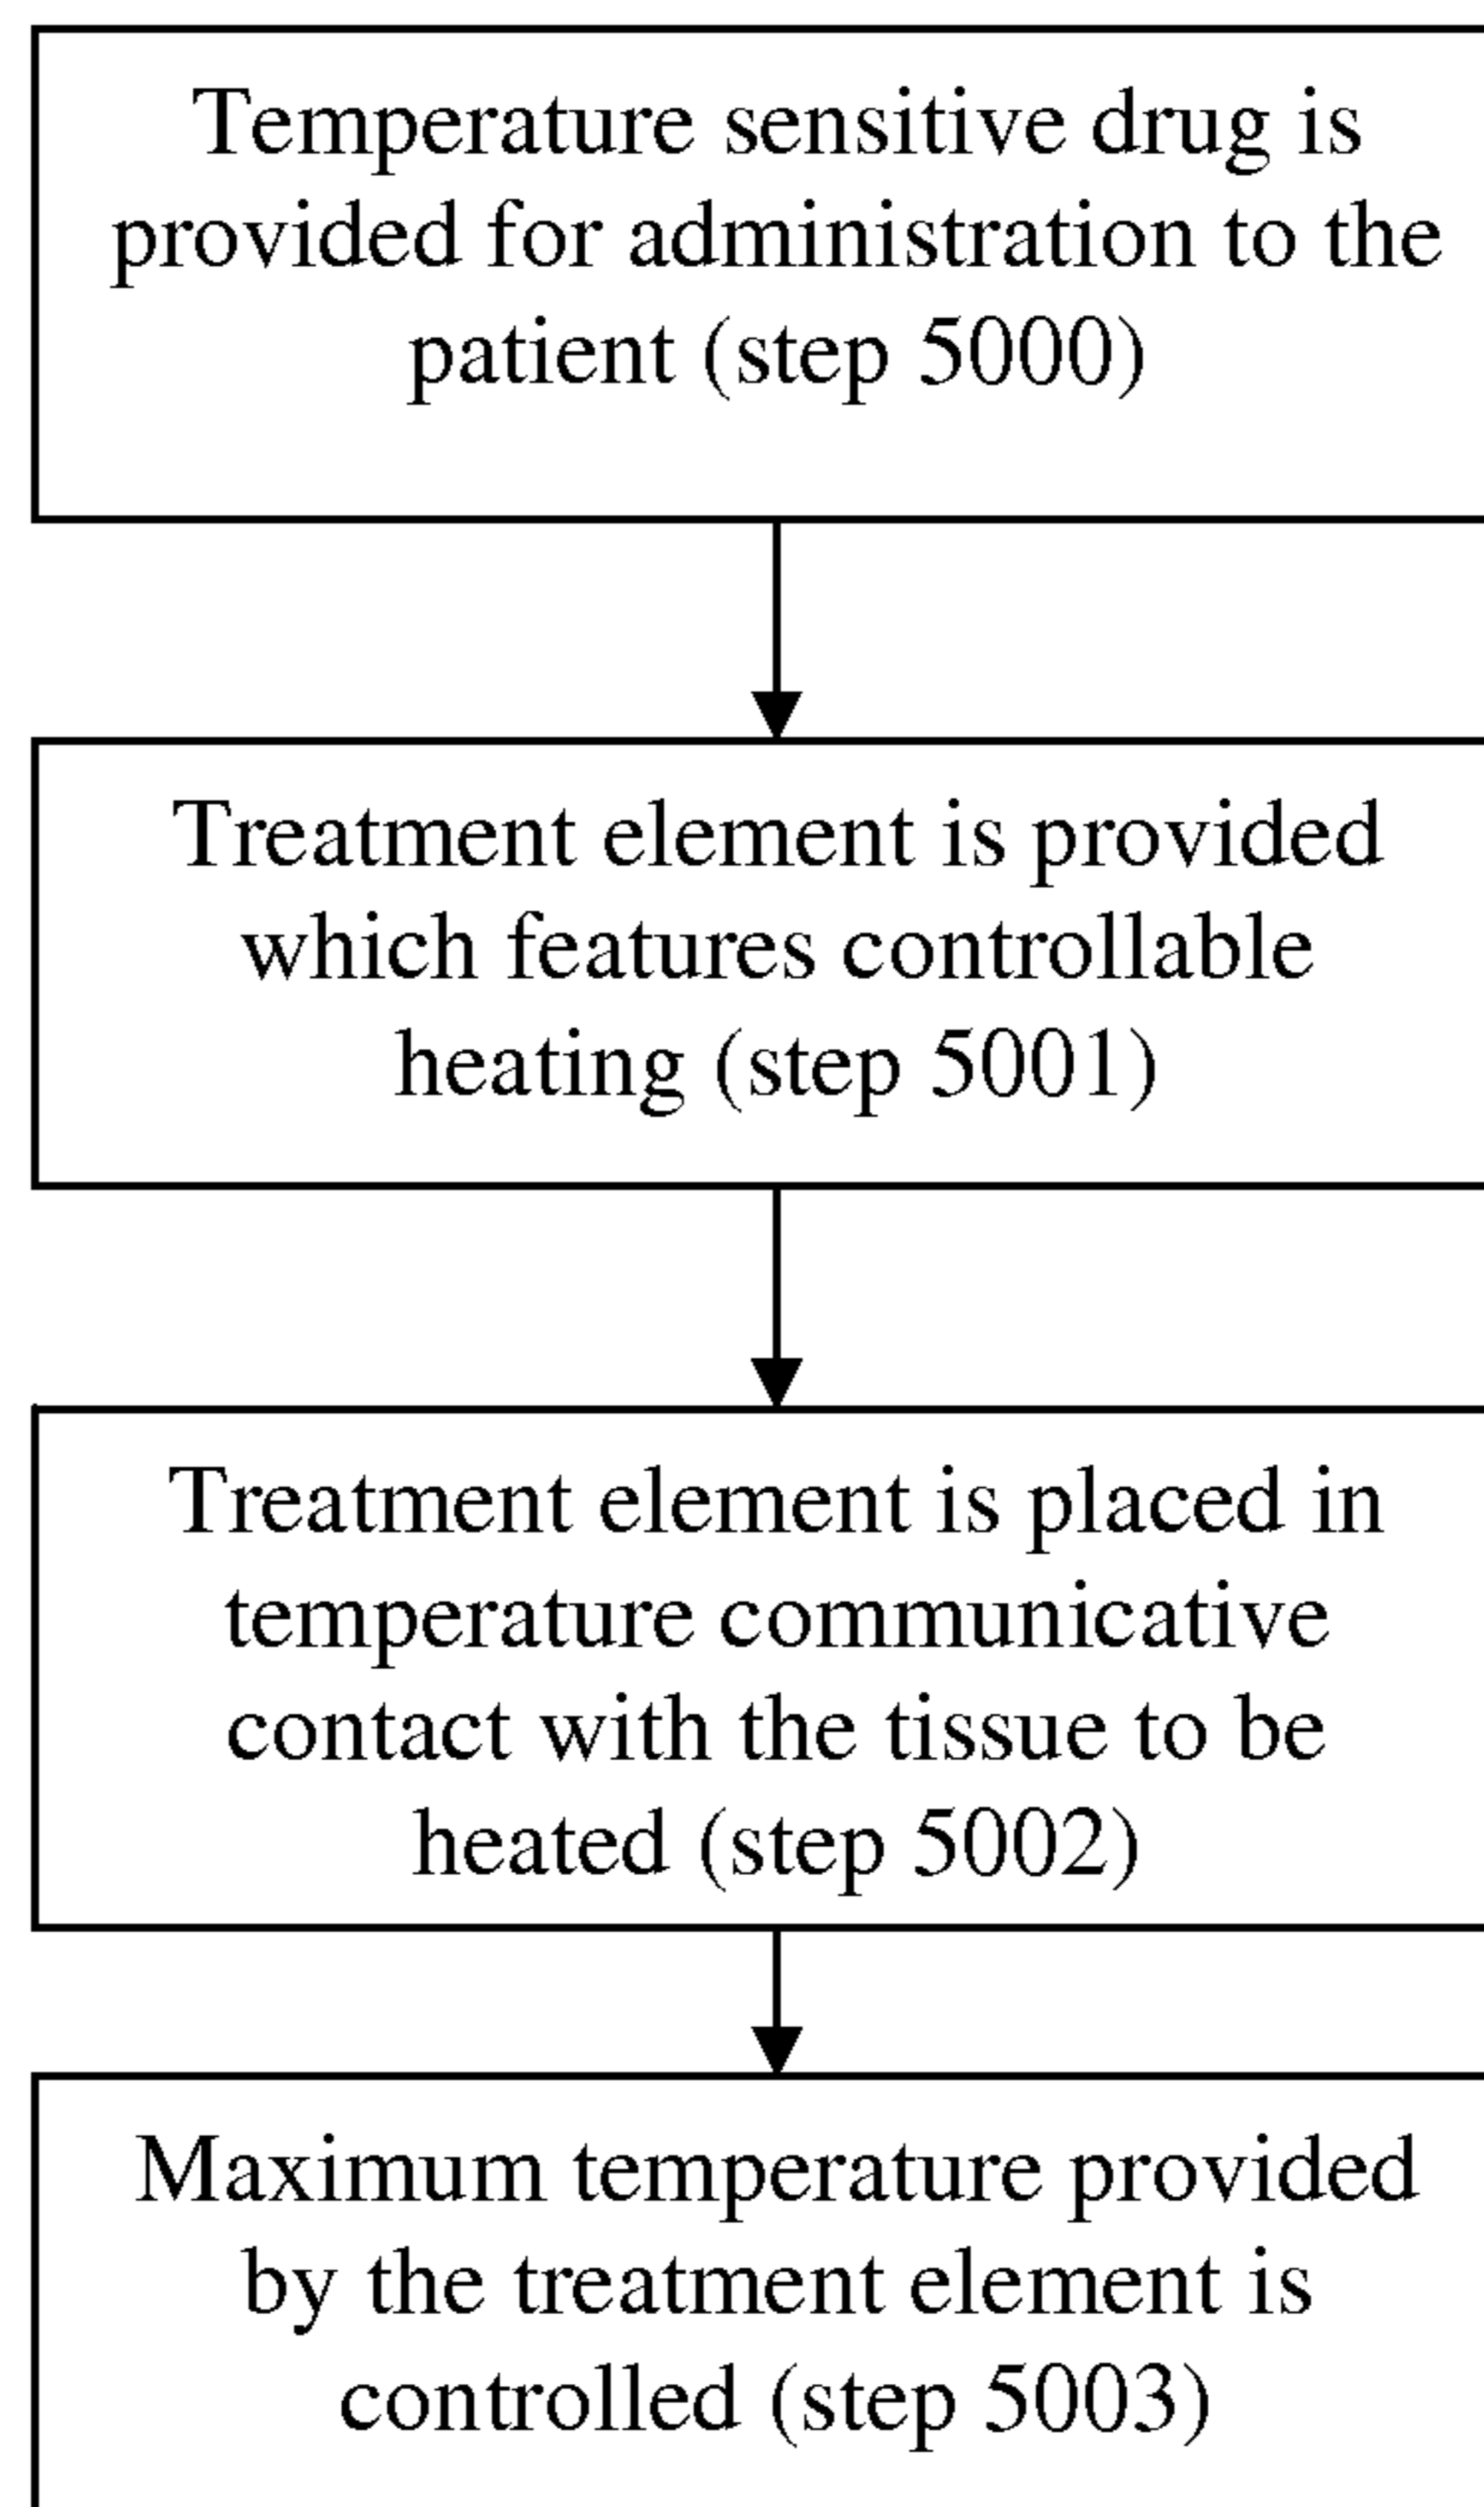 Temperature sensitive drug is
provided for administration to the
patient (step 5000)
Treatment element is provided
which features controllable
heating (step 5001)
Treatment element is placed in
temperature communicative
contact with the tissue to be
heated (step 5002)
Maximum temperature provided
by the treatment element is
controlled (step 5003)